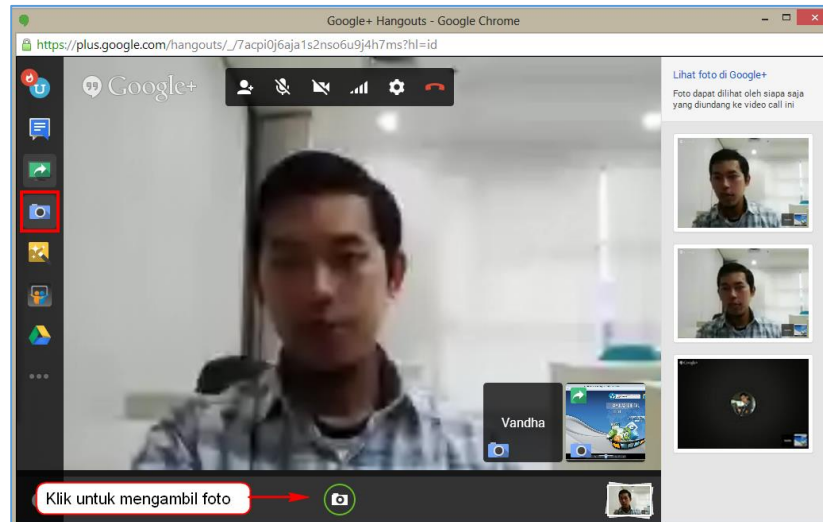 Google+ Hangouts - Google Chrome
https://plus.google.com/hangouts/_/7acpi0j6aja1s2nso6u9j4h7ms?hl=id
Google+
Lihat foto di Google+
Foto dapat dilihat oleh siapa saja
yang diundang ke video call ini
Vandha
Klik untuk mengambil foto